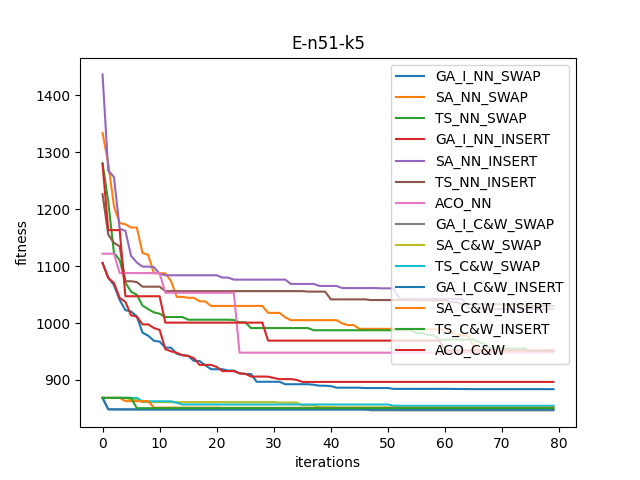 E-n51-k5
fitness
1400
1300
1200
1100
1000
900
GA_I_NN_SWAP
SA_NN_SWAP
TS_NN_SWAP
GA_I_NN_INSERT
SA_NN_INSERT
TS_NN_INSERT
ACO_NN
GA_I_C&W_SWAP
SA_C&W_SWAP
TS_C&W_SWAP
GA_I_C&W_INSERT
SA_C&W_INSERT
TS_C&W_INSERT
ACO_C&W
0 10 20 30 40 50 60 70 80
iterations